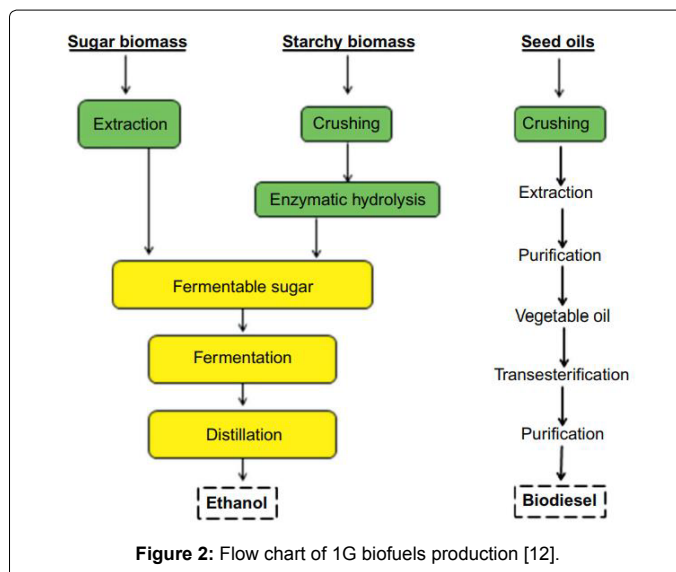 Sugar biomass
Starchy biomass
Seed oils
Extraction
Crushing
Crushing
Enzymatic hydrolysis
Extraction
Purification
Fermentable sugar
Vegetable oil
Fermentation
Transesterification
Distillation
Purification
Ethanol
Biodiesel
Figure 2: Flow chart of 1G biofuels production [12].